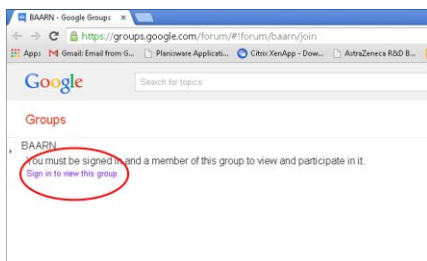 BAARN - Google Groups ×
https://groups.google.com/forum/#!forum/baarn/join
Apps Gmail: Email from G... Planisware Applicati... Citrix XenApp - Dow... AstraZeneca R&D B...
Google Search for topics
Groups
BAARN
You must be signed in and a member of this group to view and participate in it.
Sign in to view this group